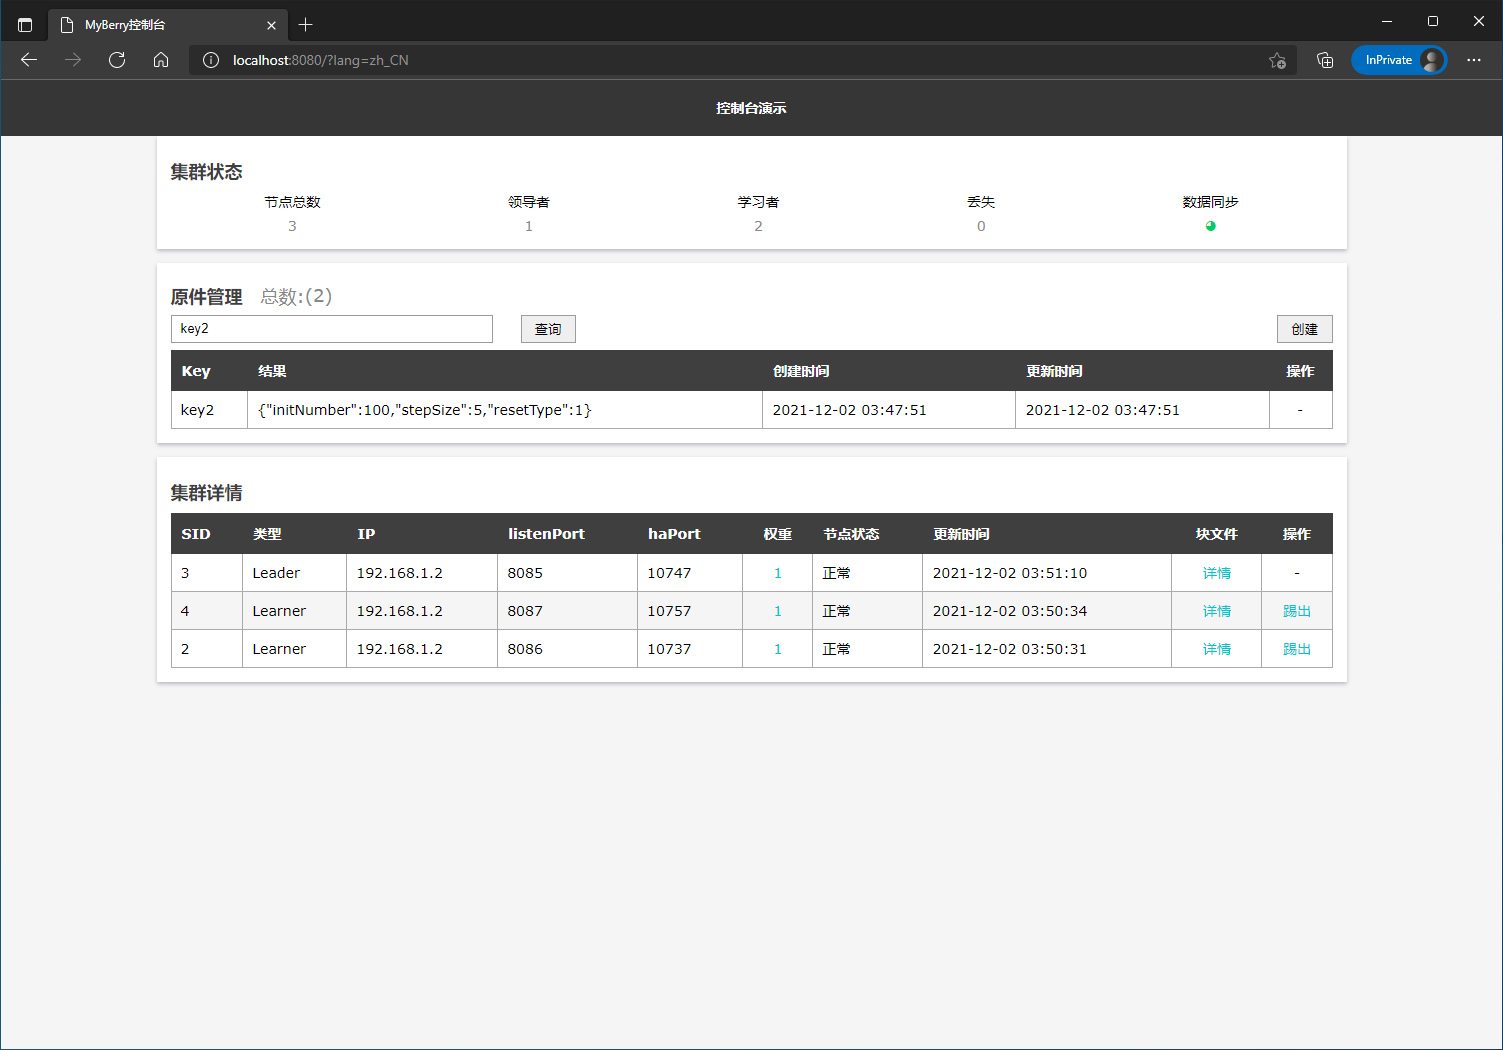 MyBerry控制台
localhost:8080/?lang=zh_CN
InPrivate
控制台演示
集群状态
节点总数 领导者 学习者 丢失 数据同步
3 1 2 0
原件管理 总数:(2)
key2 查询 创建
Key 结果 创建时间 更新时间 操作
key2 {"initNumber":100,"stepSize":5,"resetType":1} 2021-12-02 03:47:51 2021-12-02 03:47:51 -
集群详情
SID 类型 IP listenPort haPort 权重 节点状态 更新时间 块文件 操作
3 Leader 192.168.1.2 8085 10747 1 正常 2021-12-02 03:51:10 详情 -
4 Learner 192.168.1.2 8087 10757 1 正常 2021-12-02 03:50:34 详情 踢出
2 Learner 192.168.1.2 8086 10737 1 正常 2021-12-02 03:50:31 详情 踢出